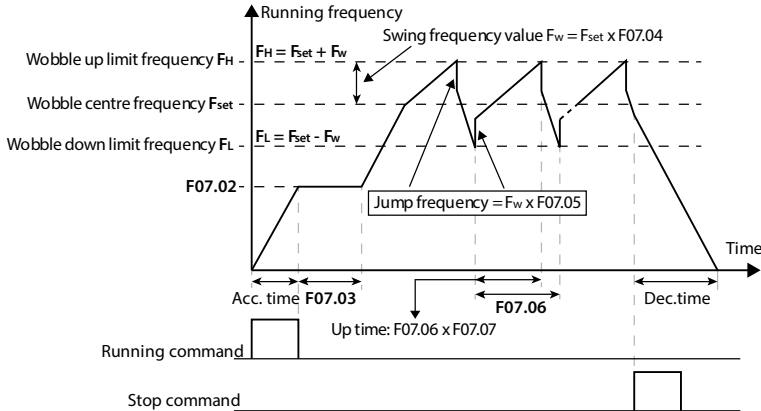 Running frequency
Swing frequency value Fw = Fset x F07.04
Wobble up limit frequency FH
FH = Fset + Fw
Wobble centre frequency Fset
Wobble down limit frequency FL
FL = Fset - Fw
F07.02
Jump frequency = Fw x F07.05
Time
Acc. time
F07.03
F07.06
Dec.time
Up time: F07.06 x F07.07
Running command
Stop command